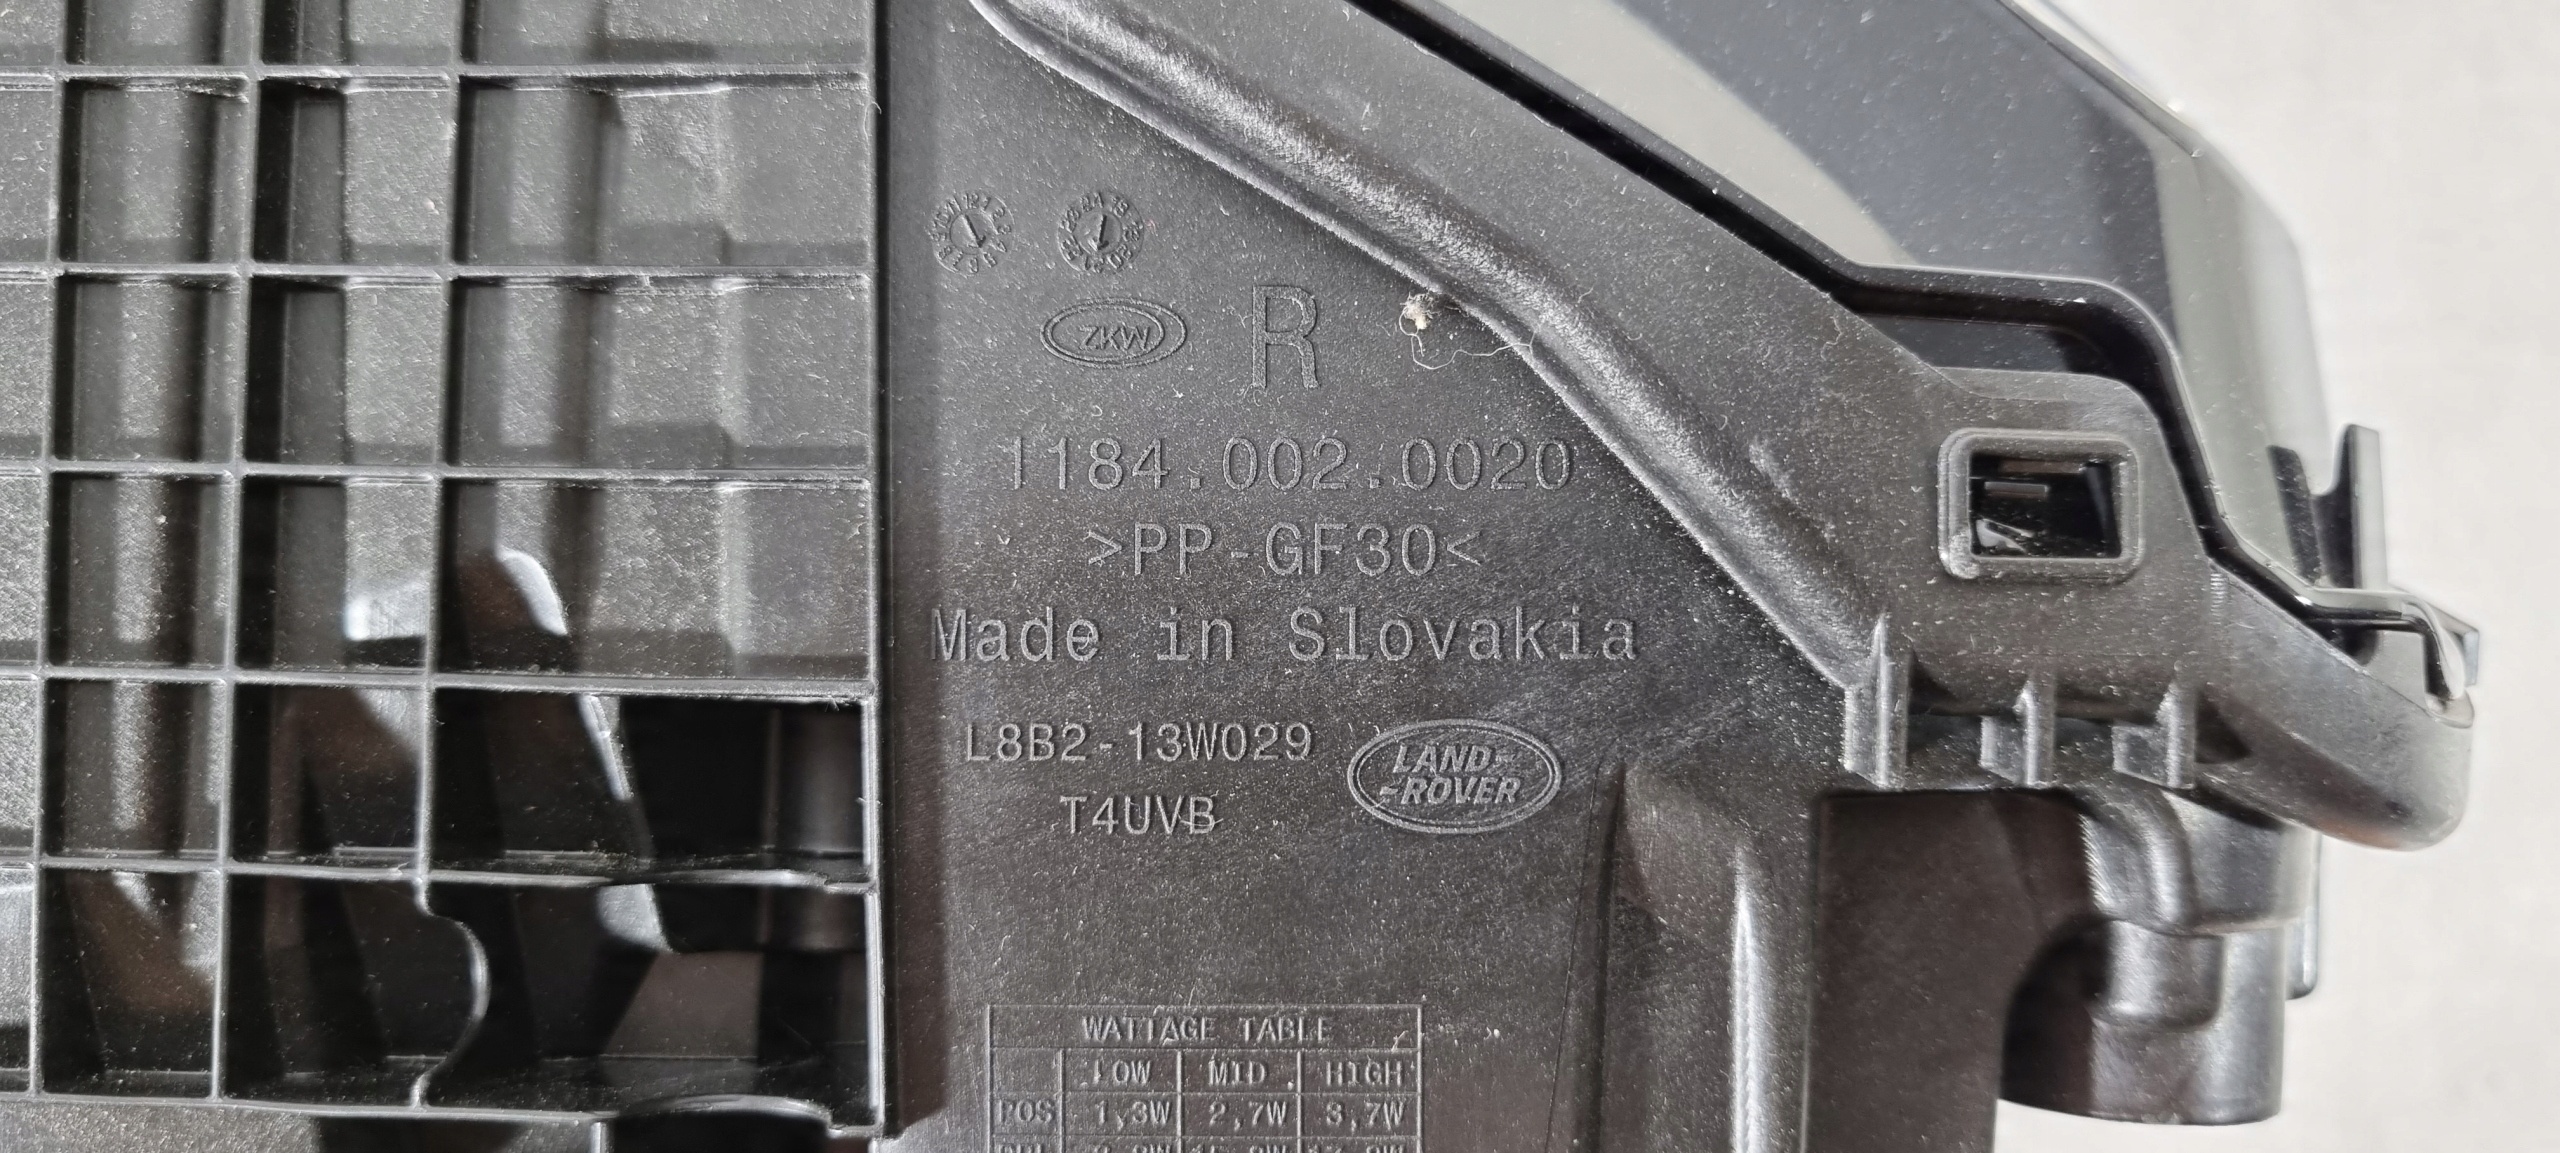 ZKW R
1184.002.0020
>PP-GF30<
Made in Slovakia
L8B2-13W029
T4UVB
LAND-
-ROVER
WATTAGE TABLE
LOW MID HIGH
POS 1,3W 2,7W 3,7W